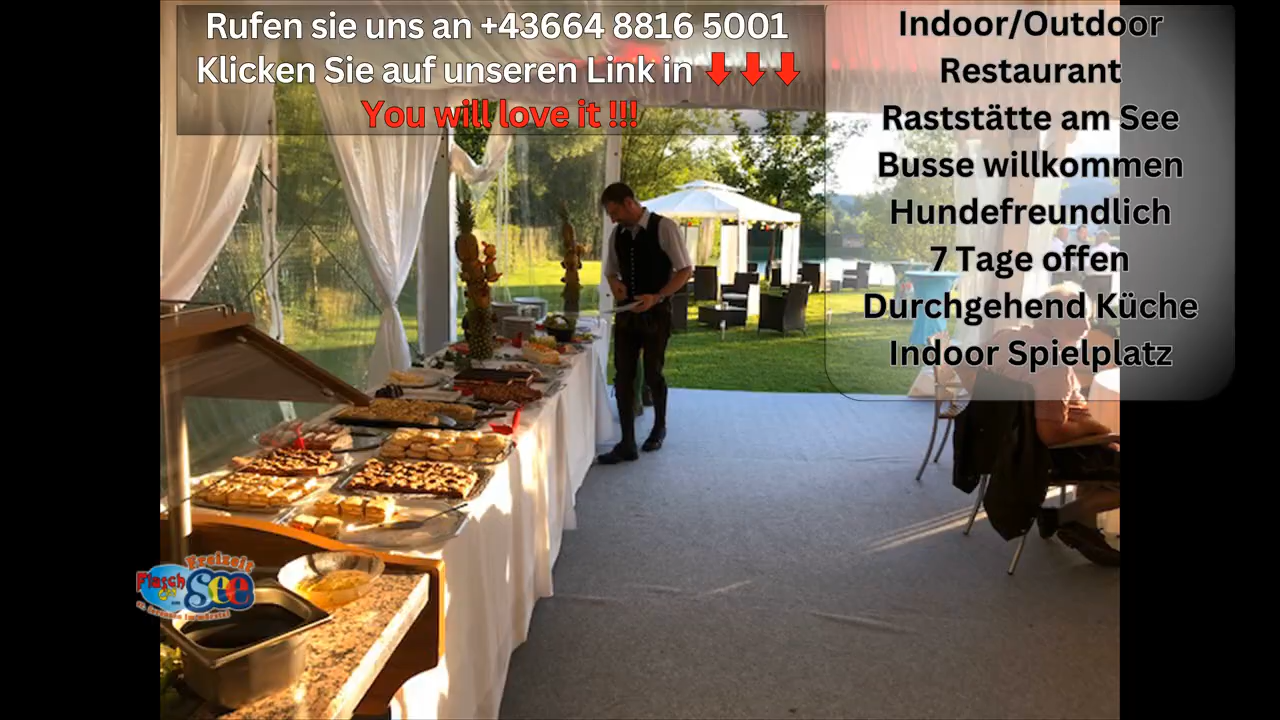 Rufen sie uns an +43664 8816 5001
Klicken Sie auf unseren Link in
You will love it !!!
Indoor/Outdoor
Restaurant
Raststätte am See
Busse willkommen
Hundefreundlich
7 Tage offen
Durchgehend Küche
Indoor Spielplatz
Freizeit
am See